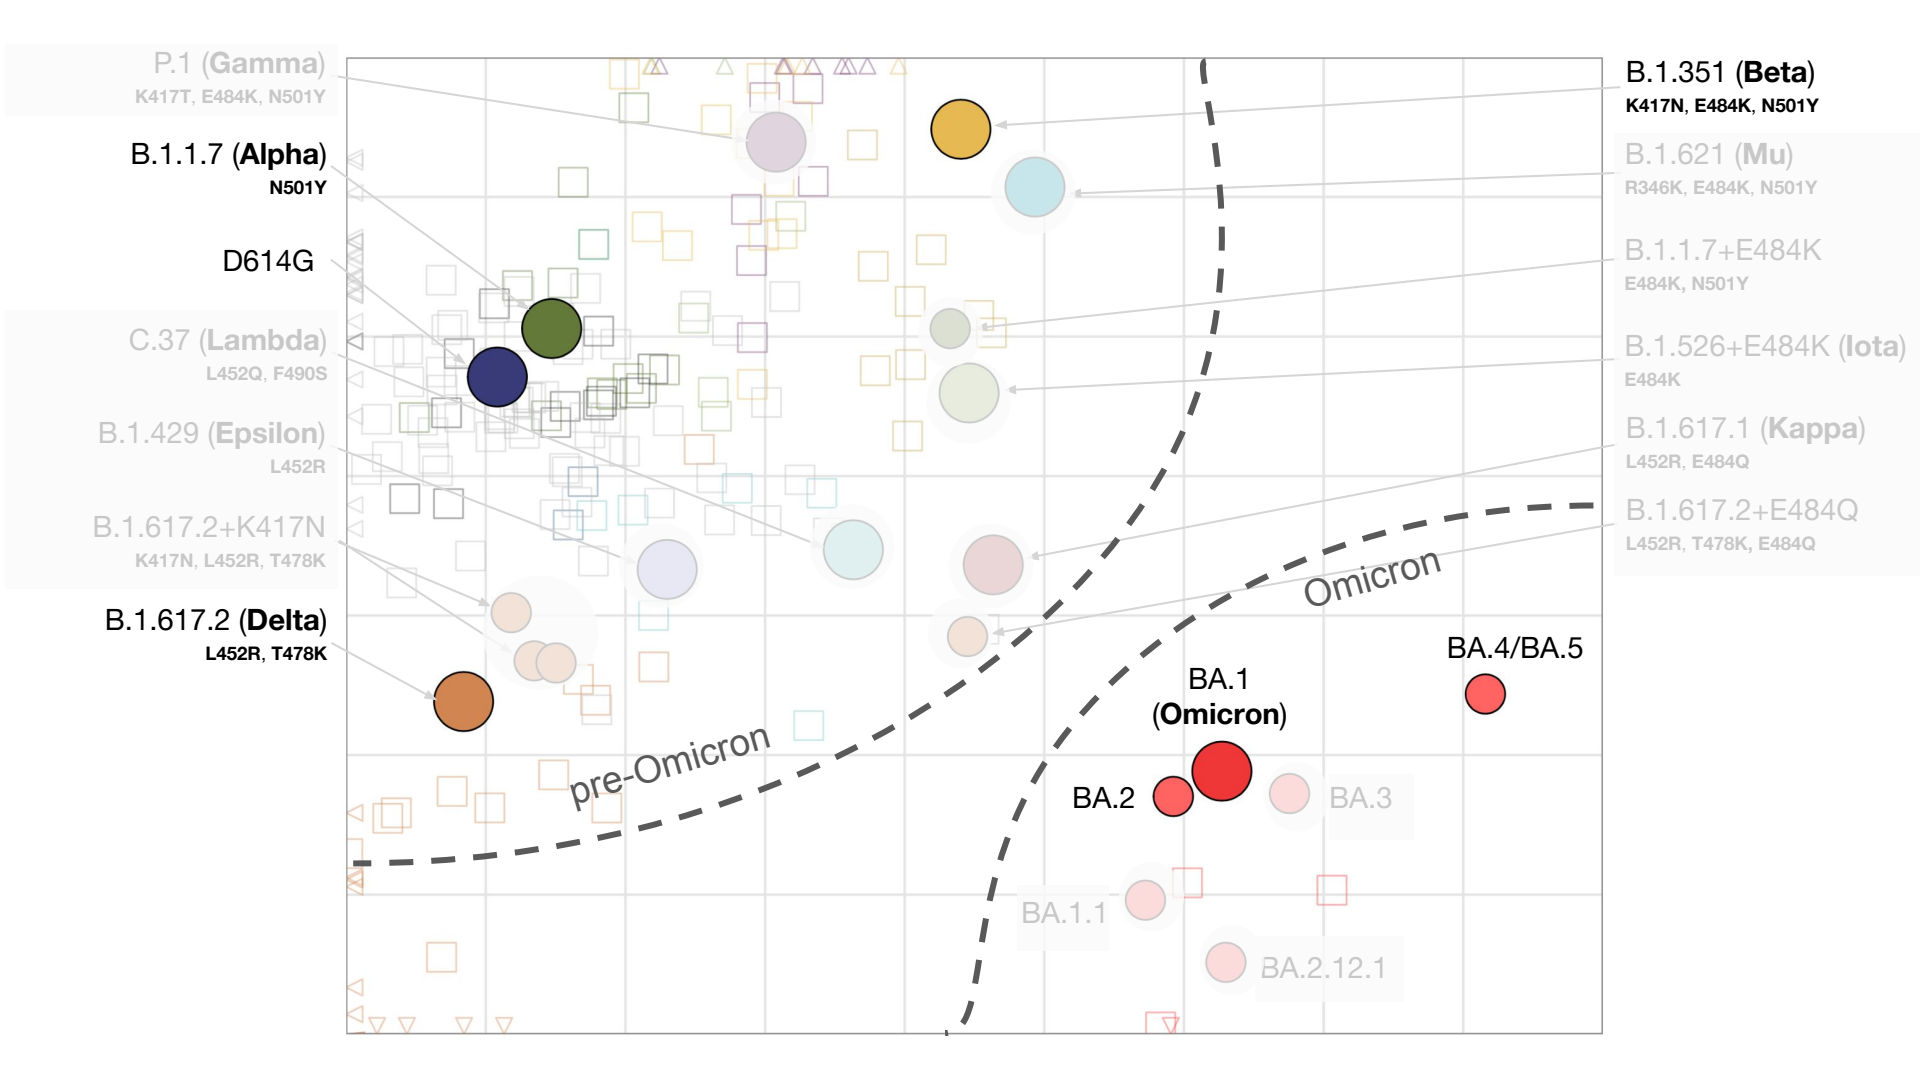 P.1 (Gamma)
K417T, E484K, N501Y
B.1.1.7 (Alpha)
N501Y
D614G
C.37 (Lambda)
L452Q, F490S
B.1.429 (Epsilon)
L452R
B.1.617.2+K417N
K417N, L452R, T478K
B.1.617.2 (Delta)
L452R, T478K
B.1.351 (Beta)
K417N, E484K, N501Y
B.1.621 (Mu)
R346K, E484K, N501Y
B.1.1.7+E484K
E484K, N501Y
B.1.526+E484K (Iota)
E484K
B.1.617.1 (Kappa)
L452R, E484Q
B.1.617.2+E484Q
L452R, T478K, E484Q
pre-Omicron
Omicron
BA.4/BA.5
BA.1
(Omicron)
BA.2
BA.3
BA.1.1
BA.2.12.1